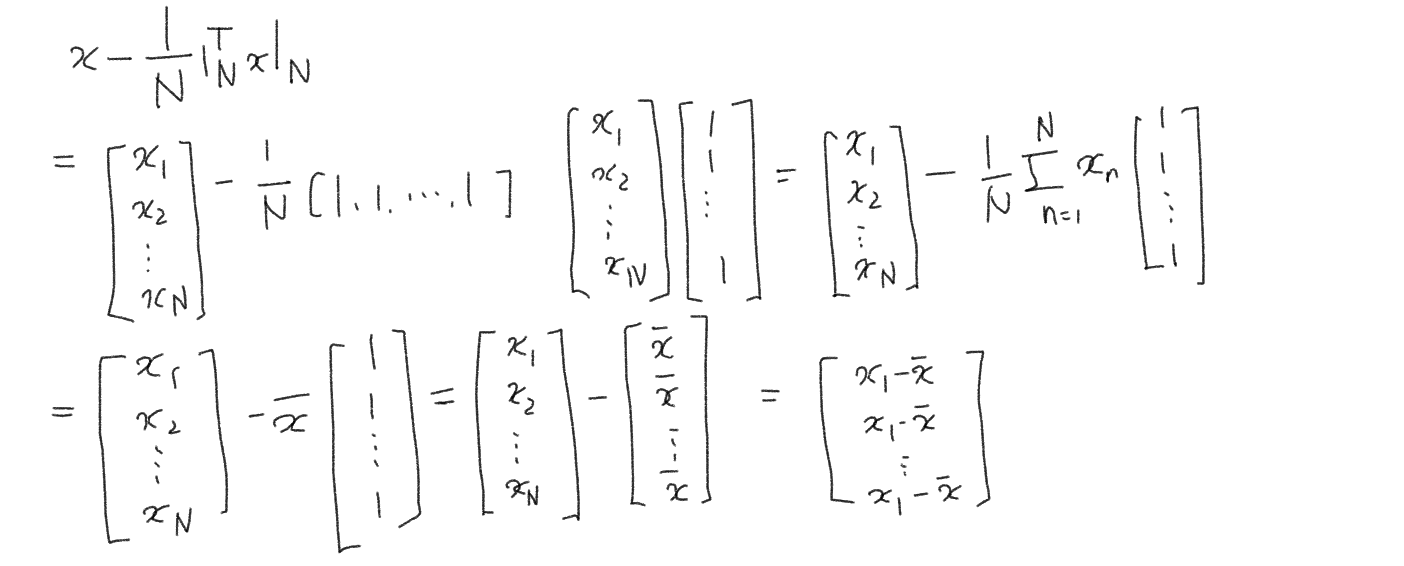 $x - \frac{1}{N} 1_N^T x 1_N$
$= \begin{bmatrix} x_1 \\ x_2 \\ \vdots \\ x_N \end{bmatrix} - \frac{1}{N} [1, 1, \cdots, 1] \begin{bmatrix} x_1 \\ x_2 \\ \vdots \\ x_N \end{bmatrix} \begin{bmatrix} 1 \\ 1 \\ \vdots \\ 1 \end{bmatrix} = \begin{bmatrix} x_1 \\ x_2 \\ \vdots \\ x_N \end{bmatrix} - \frac{1}{N} \sum_{n=1}^{N} x_n \begin{bmatrix} 1 \\ 1 \\ \vdots \\ 1 \end{bmatrix}$
$= \begin{bmatrix} x_1 \\ x_2 \\ \vdots \\ x_N \end{bmatrix} - \bar{x} \begin{bmatrix} 1 \\ 1 \\ \vdots \\ 1 \end{bmatrix} = \begin{bmatrix} x_1 \\ x_2 \\ \vdots \\ x_N \end{bmatrix} - \begin{bmatrix} \bar{x} \\ \bar{x} \\ \vdots \\ \bar{x} \end{bmatrix} = \begin{bmatrix} x_1 - \bar{x} \\ x_1 - \bar{x} \\ \vdots \\ x_1 - \bar{x} \end{bmatrix}$